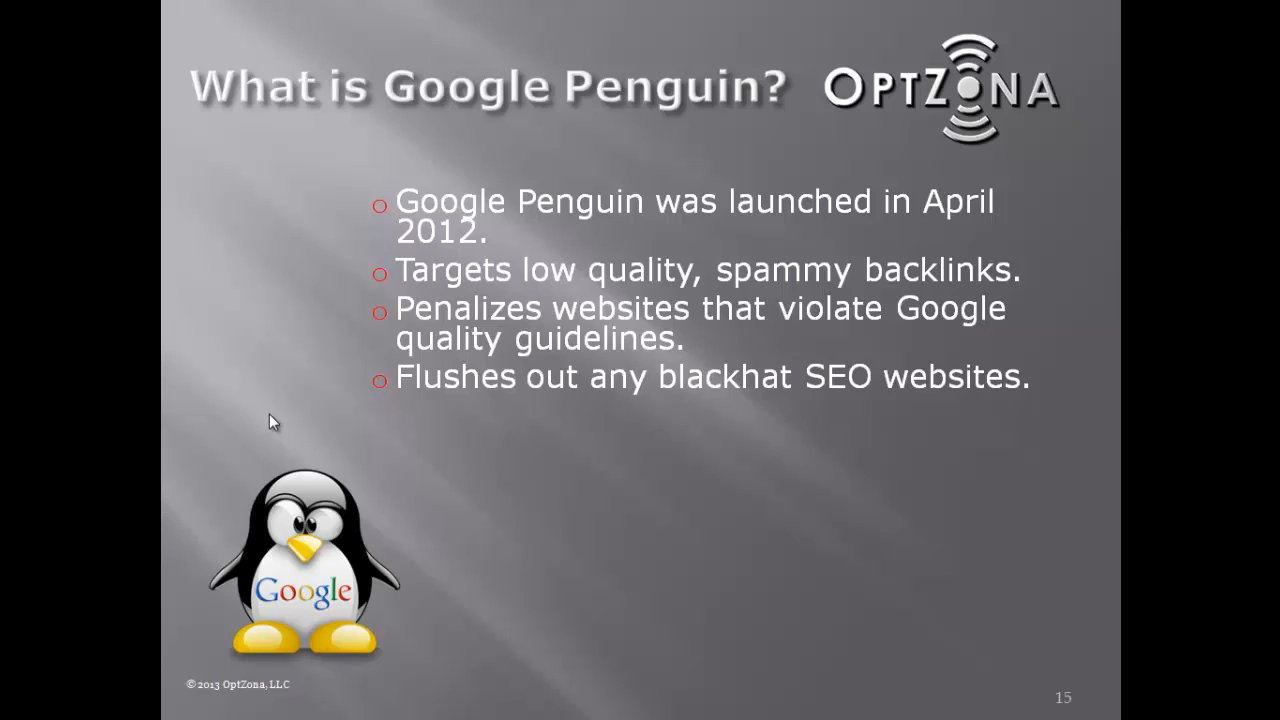 What is Google Penguin?
OPTZONA
o Google Penguin was launched in April
2012.
o Targets low quality, spammy backlinks.
o Penalizes websites that violate Google
quality guidelines.
o Flushes out any blackhat SEO websites.
Google
© 2013 OptZona, LLC
15